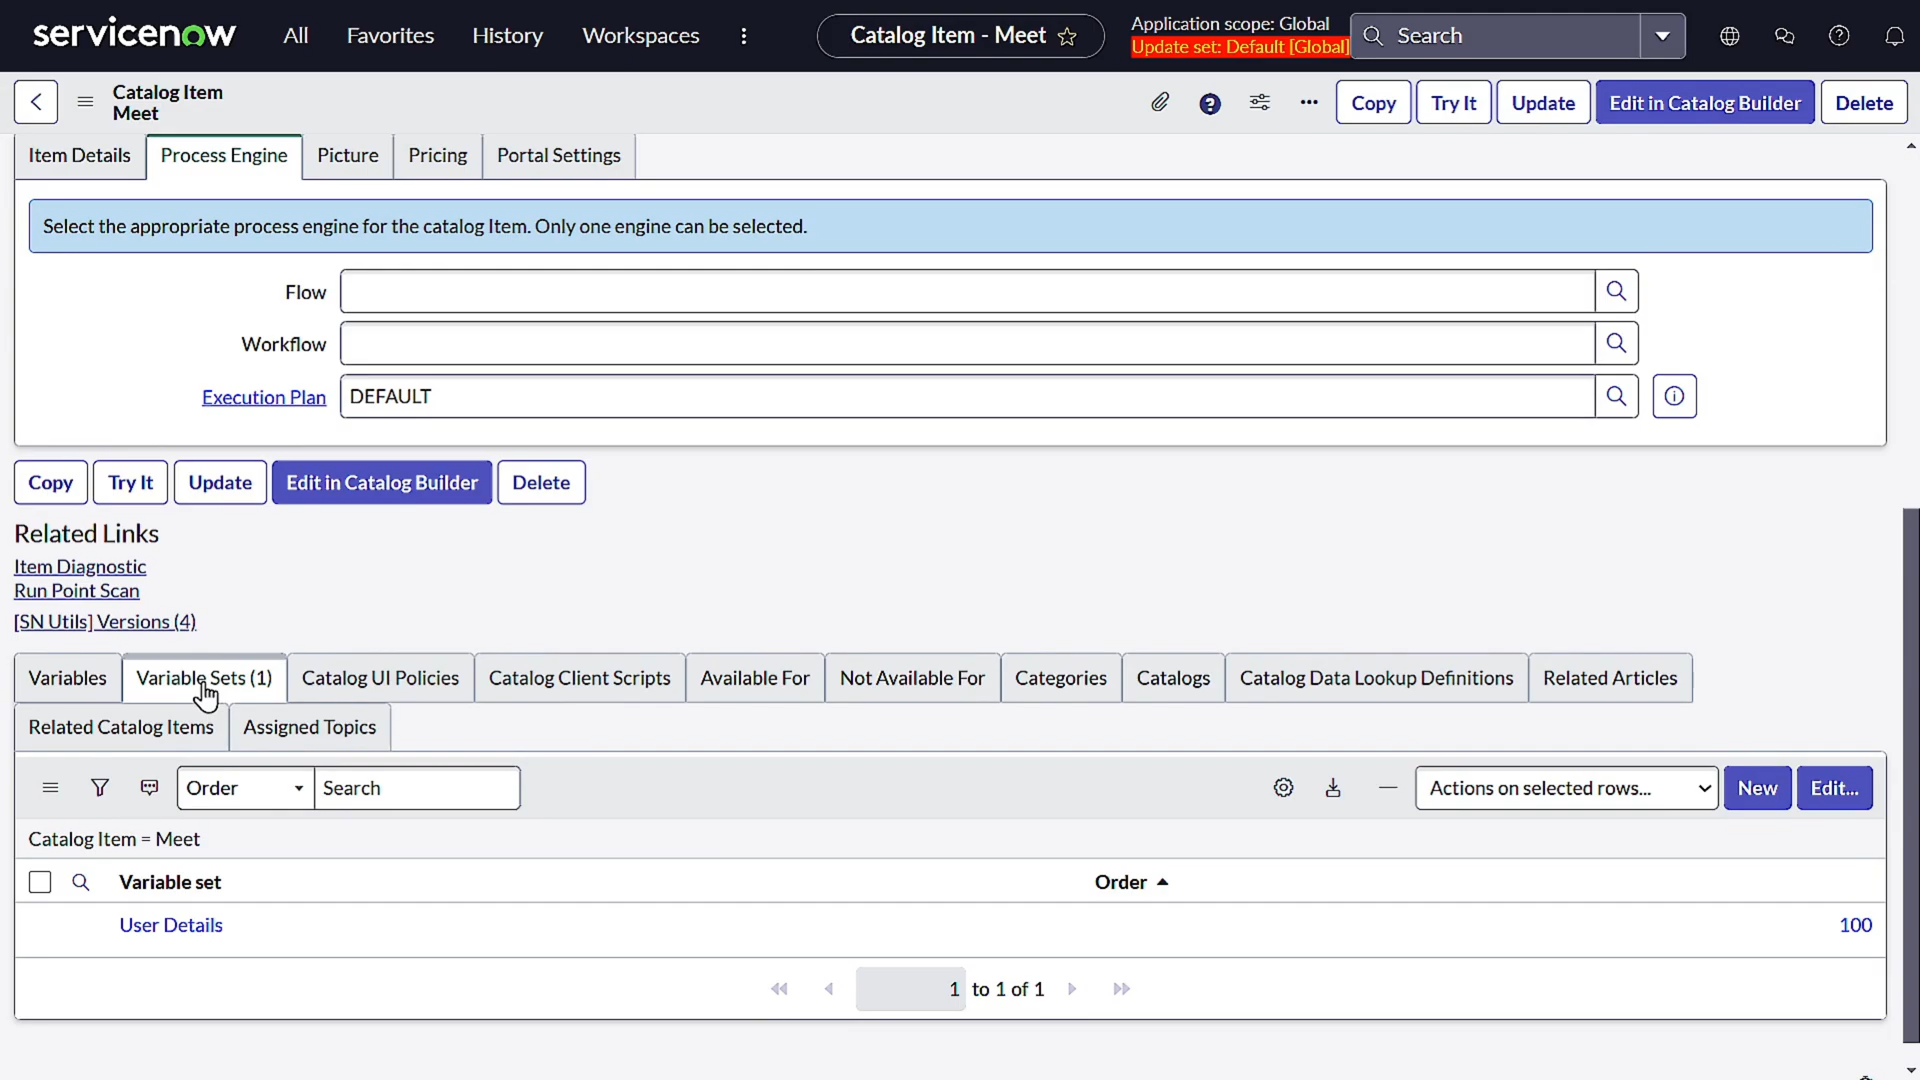 servicenow All Favorites History Workspaces Catalog Item - Meet Application scope: Global Search
Update set: Default [Global]
Catalog Item
Meet
Copy Try It Update Edit in Catalog Builder Delete
Item Details Process Engine Picture Pricing Portal Settings
Select the appropriate process engine for the catalog Item. Only one engine can be selected.
Flow
Workflow
Execution Plan DEFAULT
Copy Try It Update Edit in Catalog Builder Delete
Related Links
Item Diagnostic
Run Point Scan
[SN Utils] Versions (4)
Variables Variable Sets (1) Catalog UI Policies Catalog Client Scripts Available For Not Available For Categories Catalogs Catalog Data Lookup Definitions Related Articles
Related Catalog Items Assigned Topics
Order Search Actions on selected rows... New Edit...
Catalog Item = Meet
Variable set Order
User Details 100
1 to 1 of 1